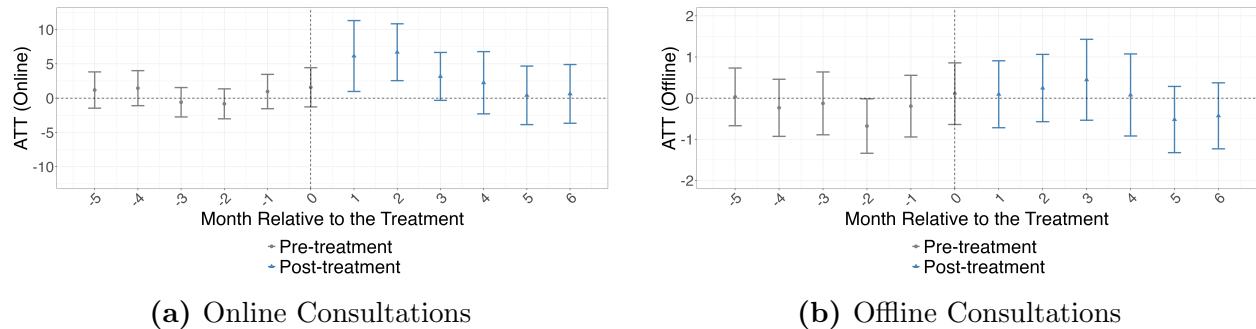 ATT (Online)
10
5
0
-5
-10
-5 -4 -3 -2 -1 0 1 2 3 4 5 6
Month Relative to the Treatment
Pre-treatment
Post-treatment
(a) Online Consultations
ATT (Offline)
2
1
0
-1
-2
-5 -4 -3 -2 -1 0 1 2 3 4 5 6
Month Relative to the Treatment
Pre-treatment
Post-treatment
(b) Offline Consultations